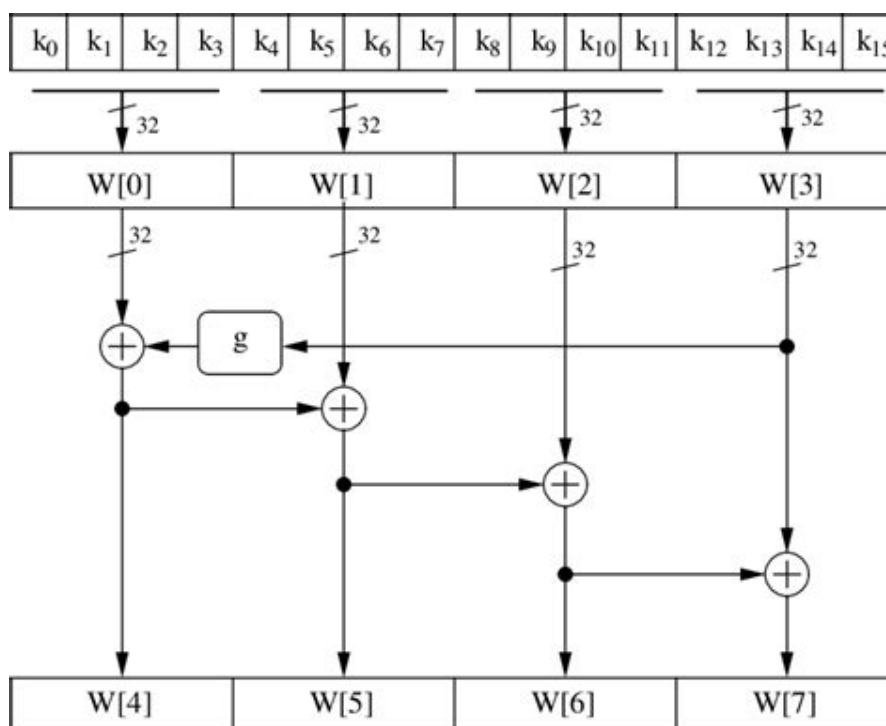 k₀ k₁ k₂ k₃ k₄ k₅ k₆ k₇ k₈ k₉ k₁₀ k₁₁ k₁₂ k₁₃ k₁₄ k₁₅
32 32 32 32
W[0] W[1] W[2] W[3]
32 32 32 32
g
W[4] W[5] W[6] W[7]